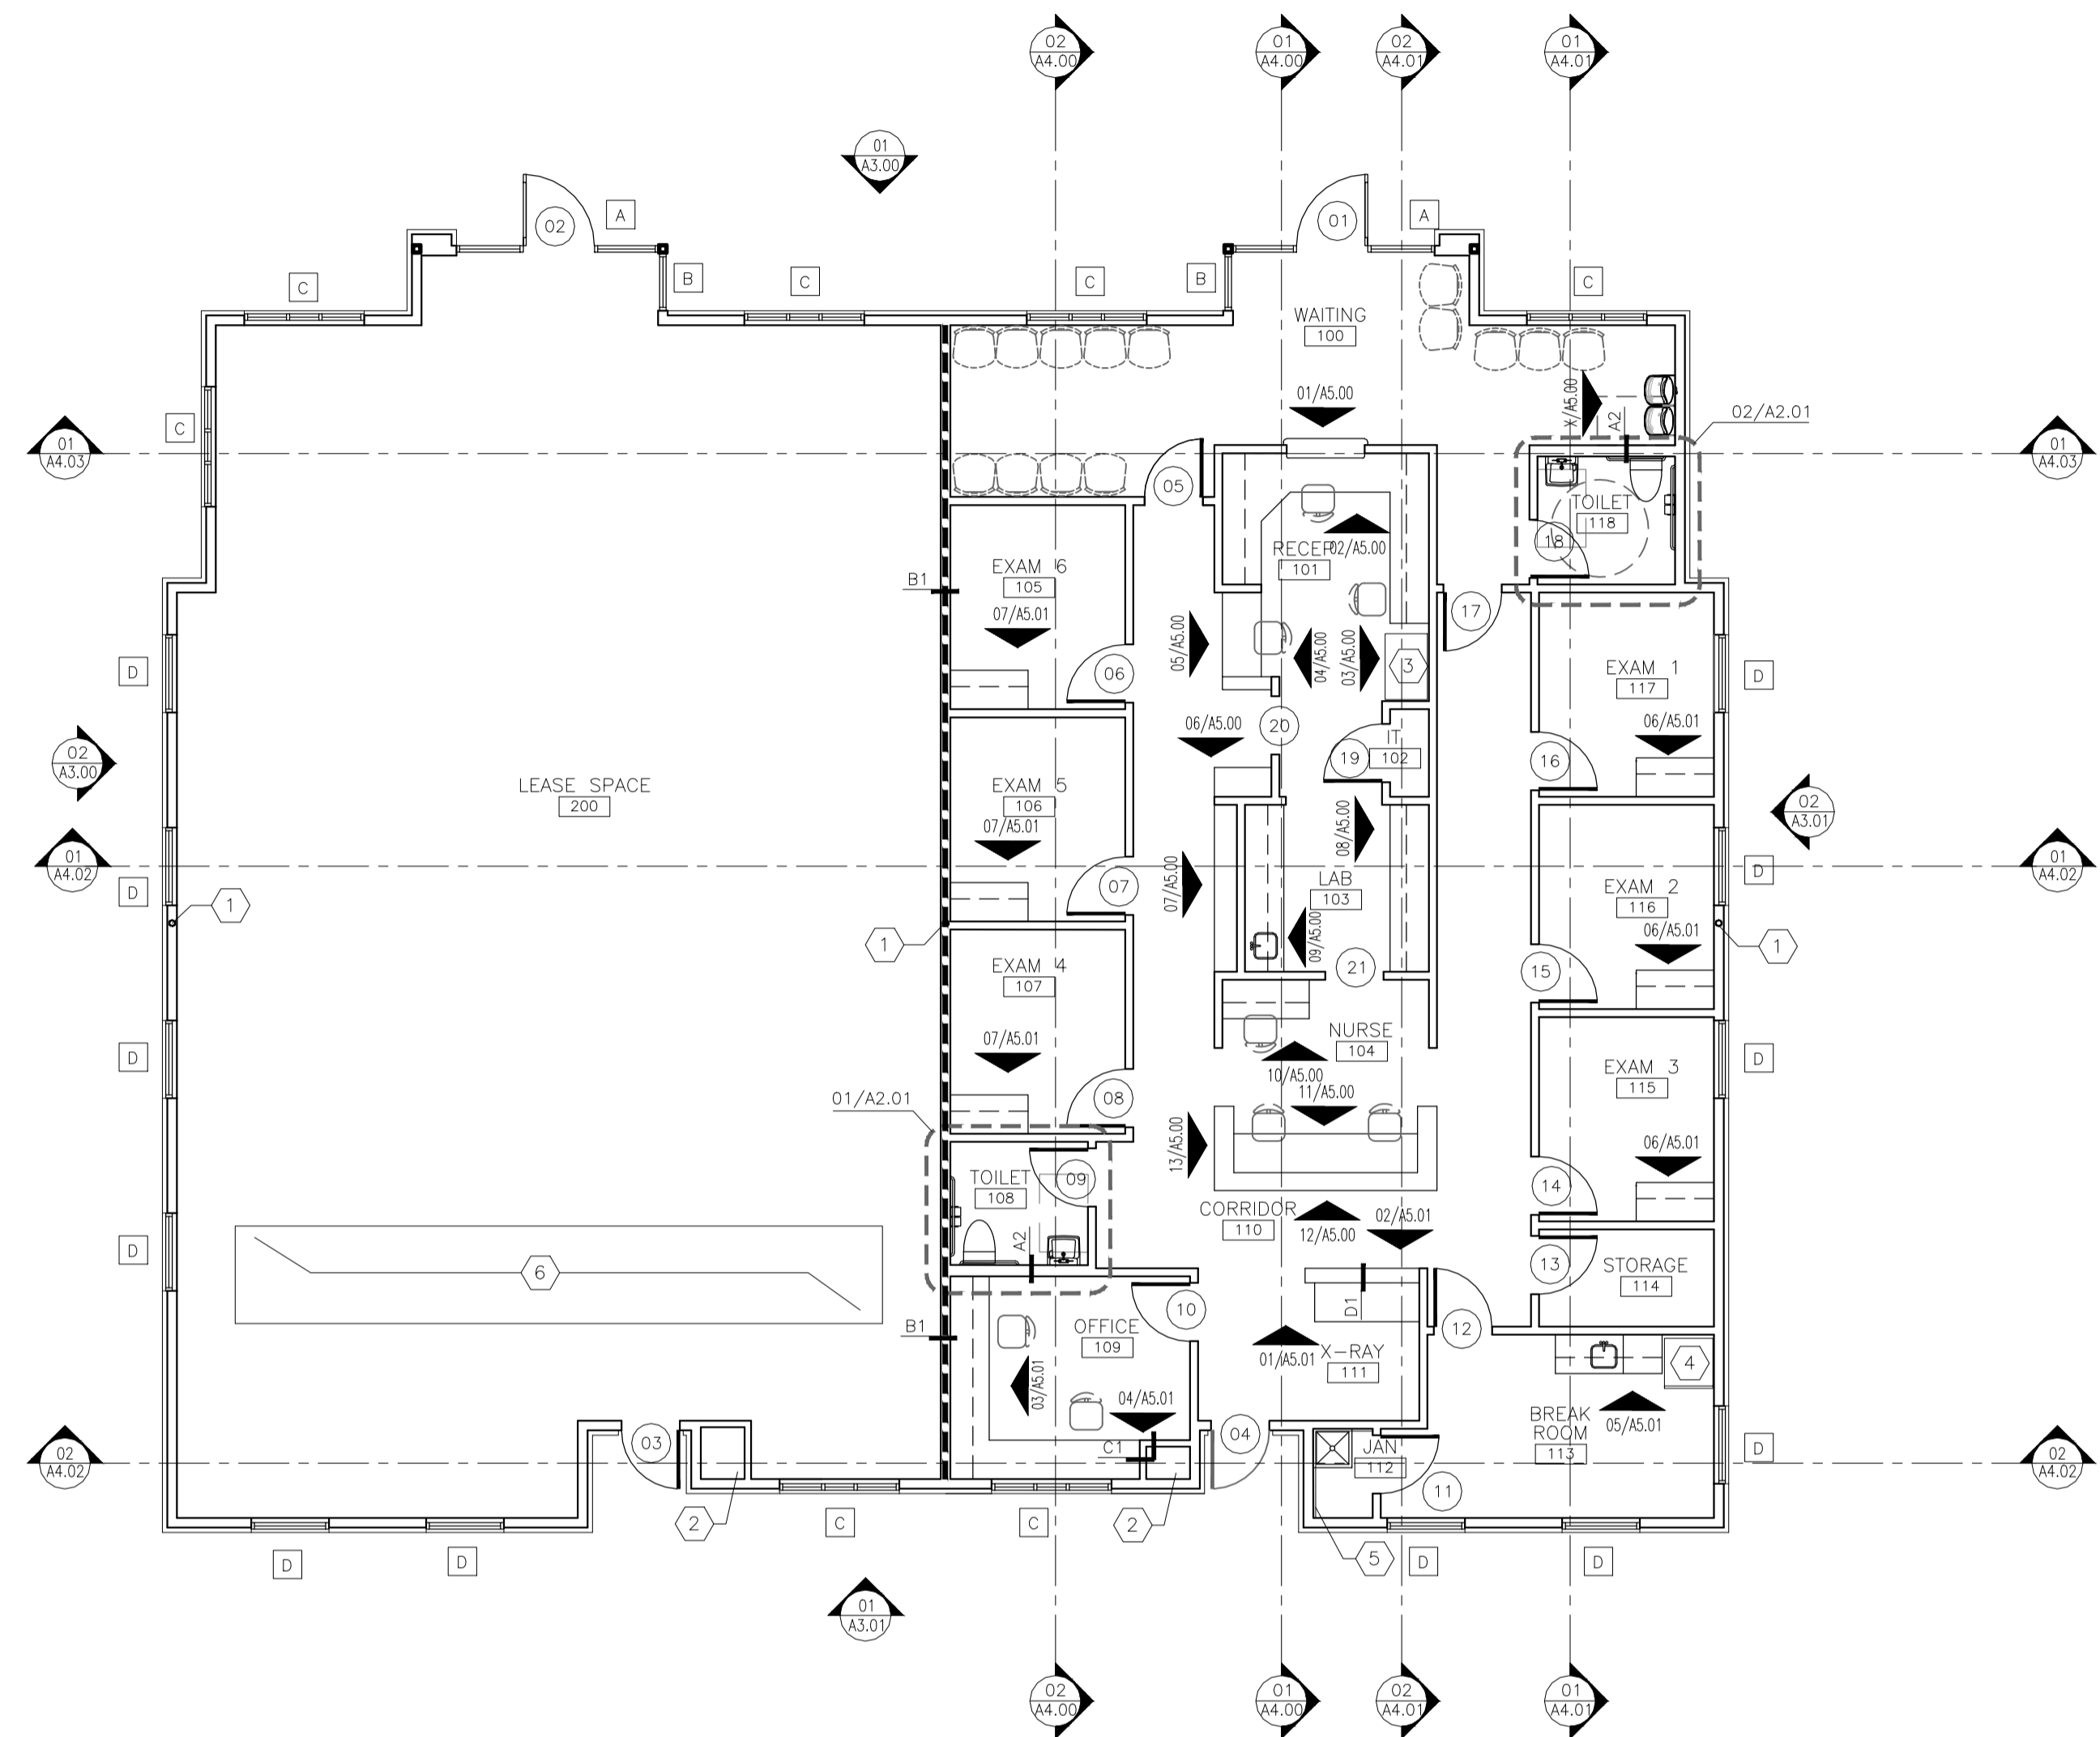 02
A4.00
01
A4.00
02
A4.01
01
A4.01
01
A3.00
02
A
01
A
C
B
C
C
B
C
WAITING
100
01/A5.00
X/A5.00
A2
02/A2.01
C
01
A4.03
01
A4.03
05
TOILET
118
18
RECEP
101
02/A5.00
EXAM 6
105
07/A5.01
B1
17
05/A5.00
04/A5.00
03/A5.00
3
D
06
EXAM 1
117
D
06/A5.00
20
06/A5.01
IT
102
19
16
02
A3.00
LEASE SPACE
200
EXAM 5
106
07/A5.01
08/A5.00
02
A3.01
01
A4.02
01
A4.02
D
1
07
07/A5.00
LAB
103
EXAM 2
116
D
06/A5.01
1
09/A5.00
1
EXAM 4
107
21
15
07/A5.01
NURSE
104
D
D
10/A5.00
11/A5.00
EXAM 3
115
01/A2.01
08
13/A5.00
06/A5.01
TOILET
108
09
14
CORRIDOR
110
12/A5.00
02/A5.01
A2
D
6
13
STORAGE
114
B1
10
D1
12
OFFICE
109
01/A5.01
X-RAY
111
4
03/A5.01
04/A5.01
05/A5.01
BREAK
ROOM
113
03
C1
04
JAN
112
D
02
A4.02
02
A4.02
11
2
C
C
2
5
D
D
D
D
01
A3.01
02
A4.00
01
A4.00
02
A4.01
01
A4.01